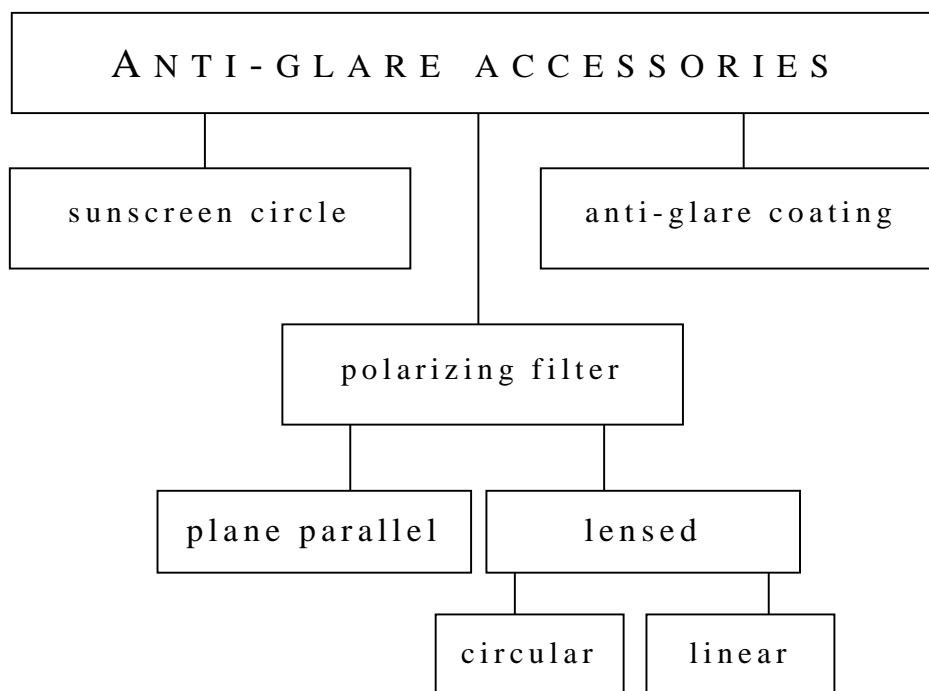 ANTI-GLARE ACCESSORIES
sunscreen circle
anti-glare coating
polarizing filter
plane parallel
lensed
circular
linear